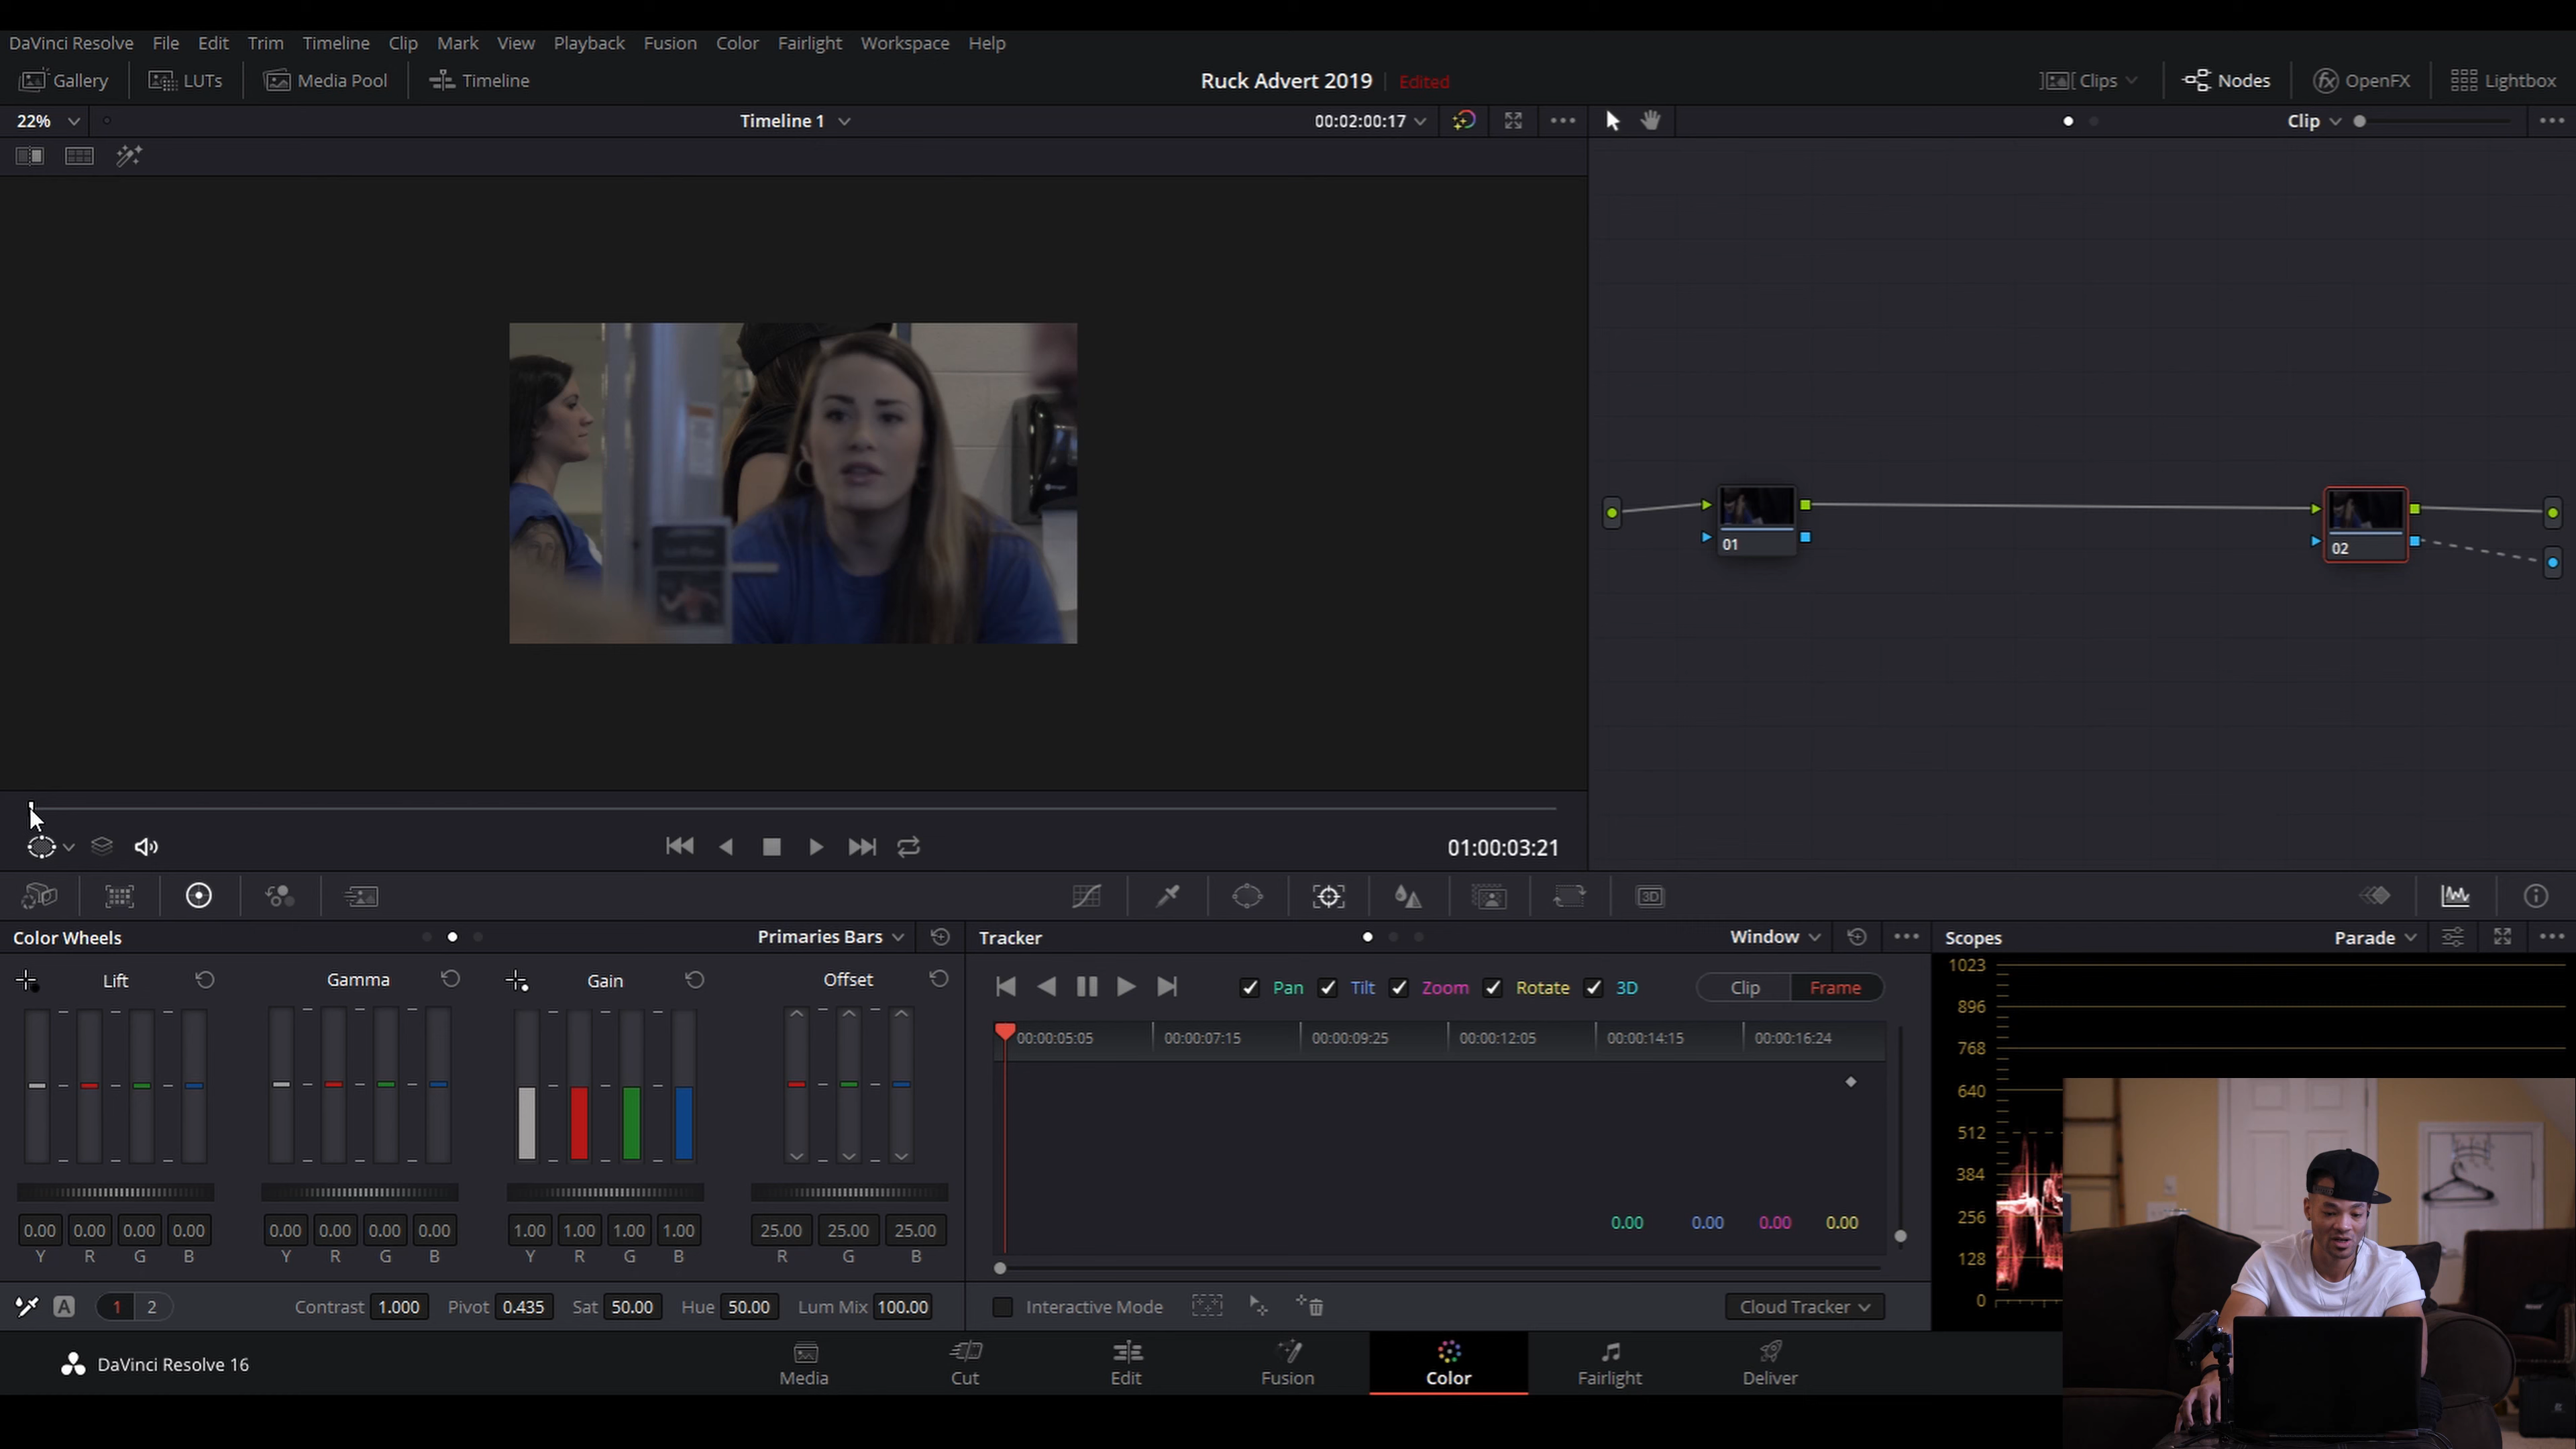 DaVinci Resolve File Edit Trim Timeline Clip Mark View Playback Fusion Color Fairlight Workspace Help
Gallery LUTs Media Pool Timeline Ruck Advert 2019 Edited Clips Nodes OpenFX Lightbox
22% Timeline 1 00:02:00:17 Clip
01
02
01:00:03:21
3D
Color Wheels Primaries Bars Tracker Window Scopes Parade
Lift Gamma Gain Offset
Pan Tilt Zoom Rotate 3D Clip Frame
00:00:05:05 00:00:07:15 00:00:09:25 00:00:12:05 00:00:14:15 00:00:16:24
1023
896
768
640
512
384
256
128
0
0.00 0.00 0.00 0.00
0.00 0.00 0.00 0.00 0.00 0.00 0.00 0.00 1.00 1.00 1.00 1.00 25.00 25.00 25.00
Y R G B Y R G B Y R G B R G B
A 1 2 Contrast 1.000 Pivot 0.435 Sat 50.00 Hue 50.00 Lum Mix 100.00 Interactive Mode Cloud Tracker
DaVinci Resolve 16 Media Cut Edit Fusion Color Fairlight Deliver